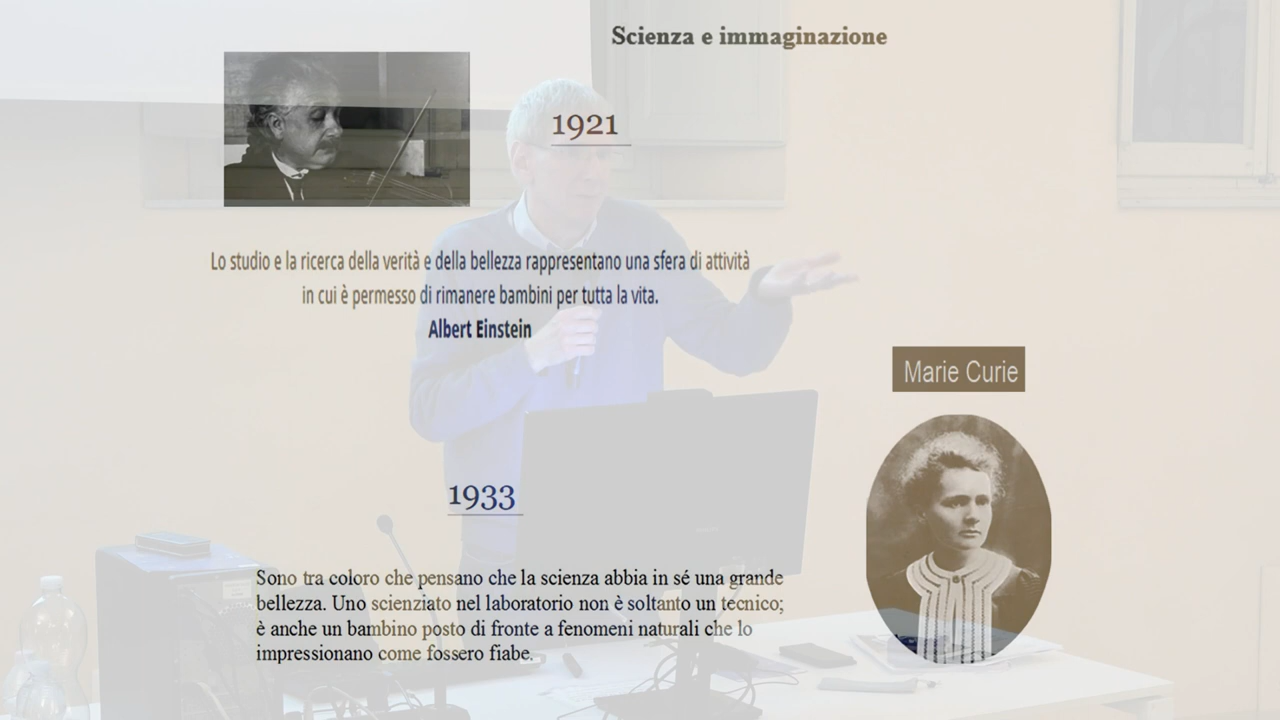 Scienza e immaginazione
1921
Lo studio e la ricerca della verità e della bellezza rappresentano una sfera di attività
in cui è permesso di rimanere bambini per tutta la vita.
Albert Einstein
Marie Curie
1933
Sono tra coloro che pensano che la scienza abbia in sé una grande
bellezza. Uno scienziato nel laboratorio non è soltanto un tecnico;
è anche un bambino posto di fronte a fenomeni naturali che lo
impressionano come fossero fiabe.